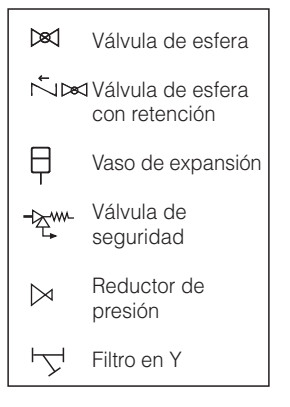 Válvula de esfera
Válvula de esfera
con retención
Vaso de expansión
Válvula de
seguridad
Reductor de
presión
Filtro en Y